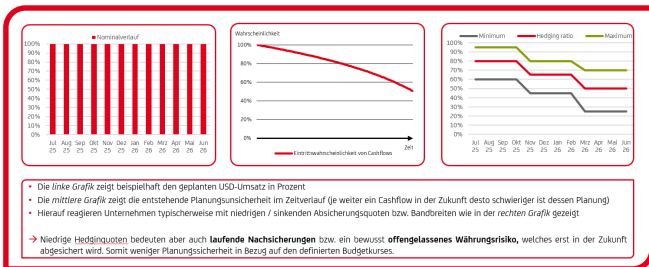 Nominalverlauf
100%
90%
80%
70%
60%
50%
40%
30%
20%
10%
0%
Jul Aug Sep Okt Nov Dez Jan Feb Mrz Apr Mai Jun
25 25 25 25 25 25 26 26 26 26 26 26
Wahrscheinlichkeit
100%
80%
60%
40%
20%
0%
Zeit
Eintrittswahrscheinlichkeit von Cashflows
Minimum Hedging ratio Maximum
100%
90%
80%
70%
60%
50%
40%
30%
20%
10%
0%
Jul Aug Sep Okt Nov Dez Jan Feb Mrz Apr Mai Jun
25 25 25 25 25 25 26 26 26 26 26 26
• Die linke Grafik zeigt beispielhaft den geplanten USD-Umsatz in Prozent
• Die mittlere Grafik zeigt die entstehende Planungsunsicherheit im Zeitverlauf (je weiter ein Cashflow in der Zukunft desto schwieriger ist dessen Planung)
• Hierauf reagieren Unternehmen typischerweise mit niedrigen / sinkenden Absicherungsquoten bzw. Bandbreiten wie in der rechten Grafik gezeigt
→ Niedrige Hedgingquoten bedeuten aber auch laufende Nachsicherungen bzw. ein bewusst offengelassenes Währungsrisiko, welches erst in der Zukunft
abgesichert wird. Somit weniger Planungssicherheit in Bezug auf den definierten Budgetkurses.